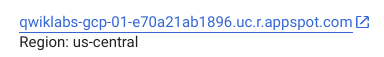 qwiklabs-gcp-01-e70a21ab1896.uc.r.appspot.com
Region: us-central